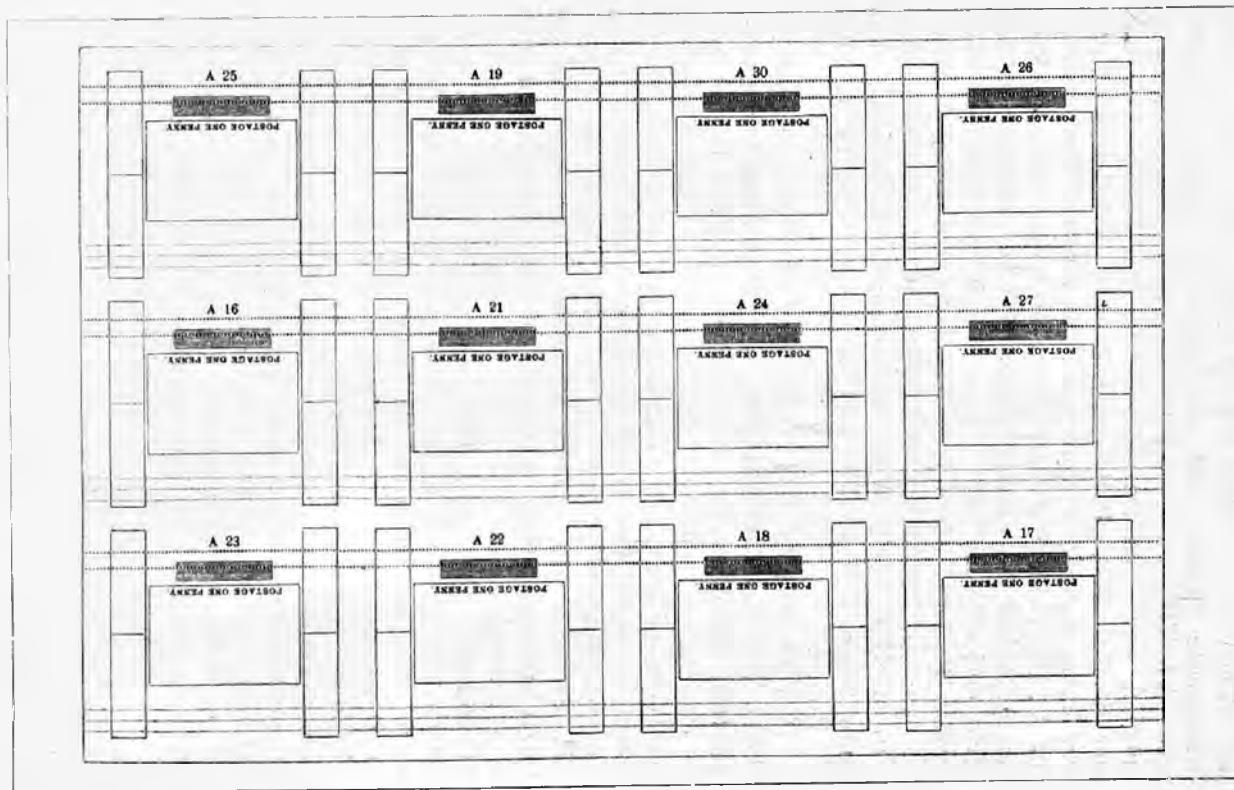 A 25 A 19 A 30 A 26
POSTAGE ONE PENNY. POSTAGE ONE PENNY. POSTAGE ONE PENNY. POSTAGE ONE PENNY.
A 16 A 21 A 24 A 27
POSTAGE ONE PENNY. POSTAGE ONE PENNY. POSTAGE ONE PENNY. POSTAGE ONE PENNY.
A 23 A 22 A 18 A 17
POSTAGE ONE PENNY. POSTAGE ONE PENNY. POSTAGE ONE PENNY. POSTAGE ONE PENNY.